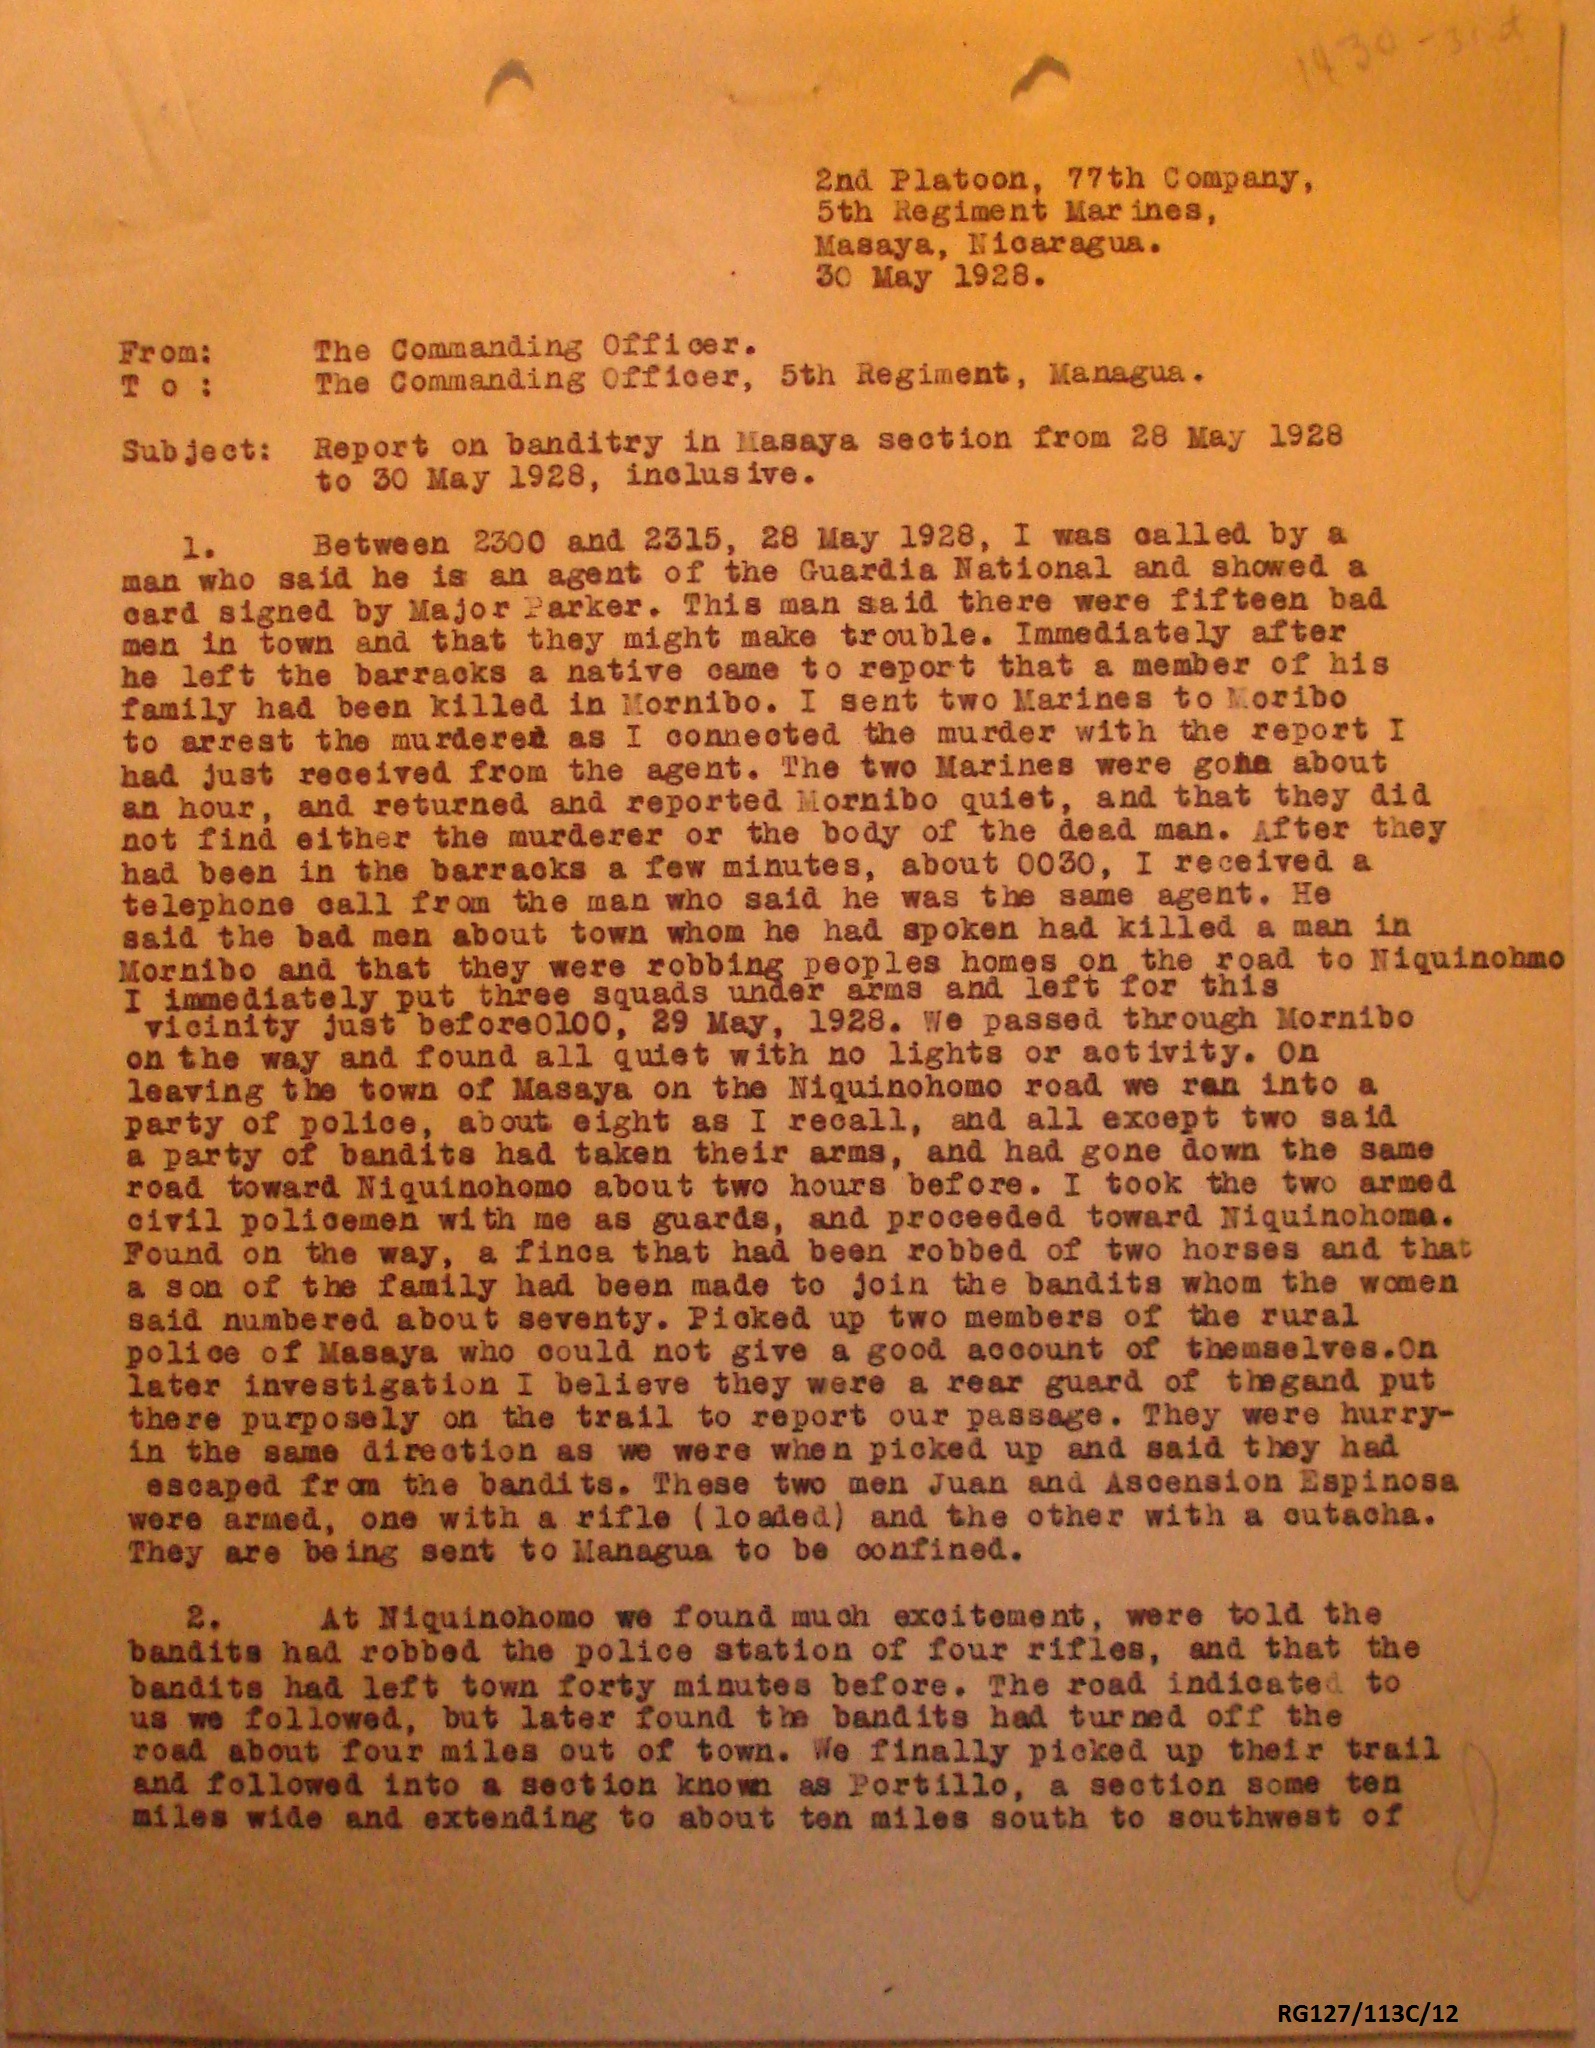 1930 - 3rd
2nd Platoon, 77th Company,
5th Regiment Marines,
Masaya, Nicaragua.
30 May 1928.
From: The Commanding Officer.
T o : The Commanding Officer, 5th Regiment, Managua.
Subject: Report on banditry in Masaya section from 28 May 1928
to 30 May 1928, inclusive.
1. Between 2300 and 2315, 28 May 1928, I was called by a
man who said he is an agent of the Guardia National and showed a
card signed by Major Parker. This man said there were fifteen bad
men in town and that they might make trouble. Immediately after
he left the barracks a native came to report that a member of his
family had been killed in Mornibo. I sent two Marines to Moribo
to arrest the murderer as I connected the murder with the report I
had just received from the agent. The two Marines were gone about
an hour, and returned and reported Mornibo quiet, and that they did
not find either the murderer or the body of the dead man. After they
had been in the barracks a few minutes, about 0030, I received a
telephone call from the man who said he was the same agent. He
said the bad men about town whom he had spoken had killed a man in
Mornibo and that they were robbing peoples homes on the road to Niquinohmo
I immediately put three squads under arms and left for this
vicinity just before0100, 29 May, 1928. We passed through Mornibo
on the way and found all quiet with no lights or activity. On
leaving the town of Masaya on the Niquinohomo road we ran into a
party of police, about eight as I recall, and all except two said
a party of bandits had taken their arms, and had gone down the same
road toward Niquinohomo about two hours before. I took the two armed
civil policemen with me as guards, and proceeded toward Niquinohoma.
Found on the way, a finca that had been robbed of two horses and that
a son of the family had been made to join the bandits whom the women
said numbered about seventy. Picked up two members of the rural
police of Masaya who could not give a good account of themselves.On
later investigation I believe they were a rear guard of thegand put
there purposely on the trail to report our passage. They were hurry-
in the same direction as we were when picked up and said they had
escaped from the bandits. These two men Juan and Ascension Espinosa
were armed, one with a rifle (loaded) and the other with a cutacha.
They are being sent to Managua to be confined.
2. At Niquinohomo we found much excitement, were told the
bandits had robbed the police station of four rifles, and that the
bandits had left town forty minutes before. The road indicated to
us we followed, but later found the bandits had turned off the
road about four miles out of town. We finally picked up their trail
and followed into a section known as Portillo, a section some ten
miles wide and extending to about ten miles south to southwest of
RG127/113C/12